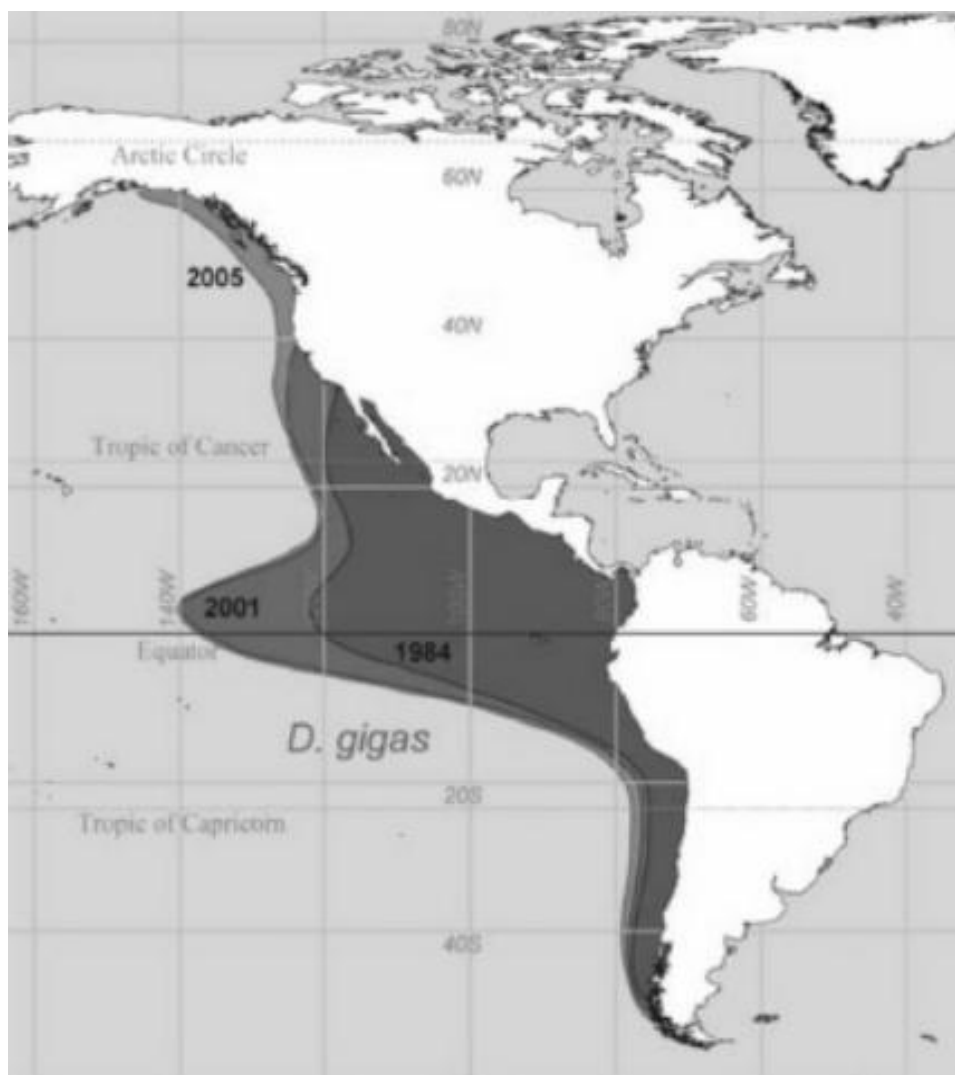 80N
Arctic Circle
60N
2005
40N
Tropic of Cancer
20N
160W
140W
60W
40W
2001
Equator
1984
D. gigas
20S
Tropic of Capricorn
40S